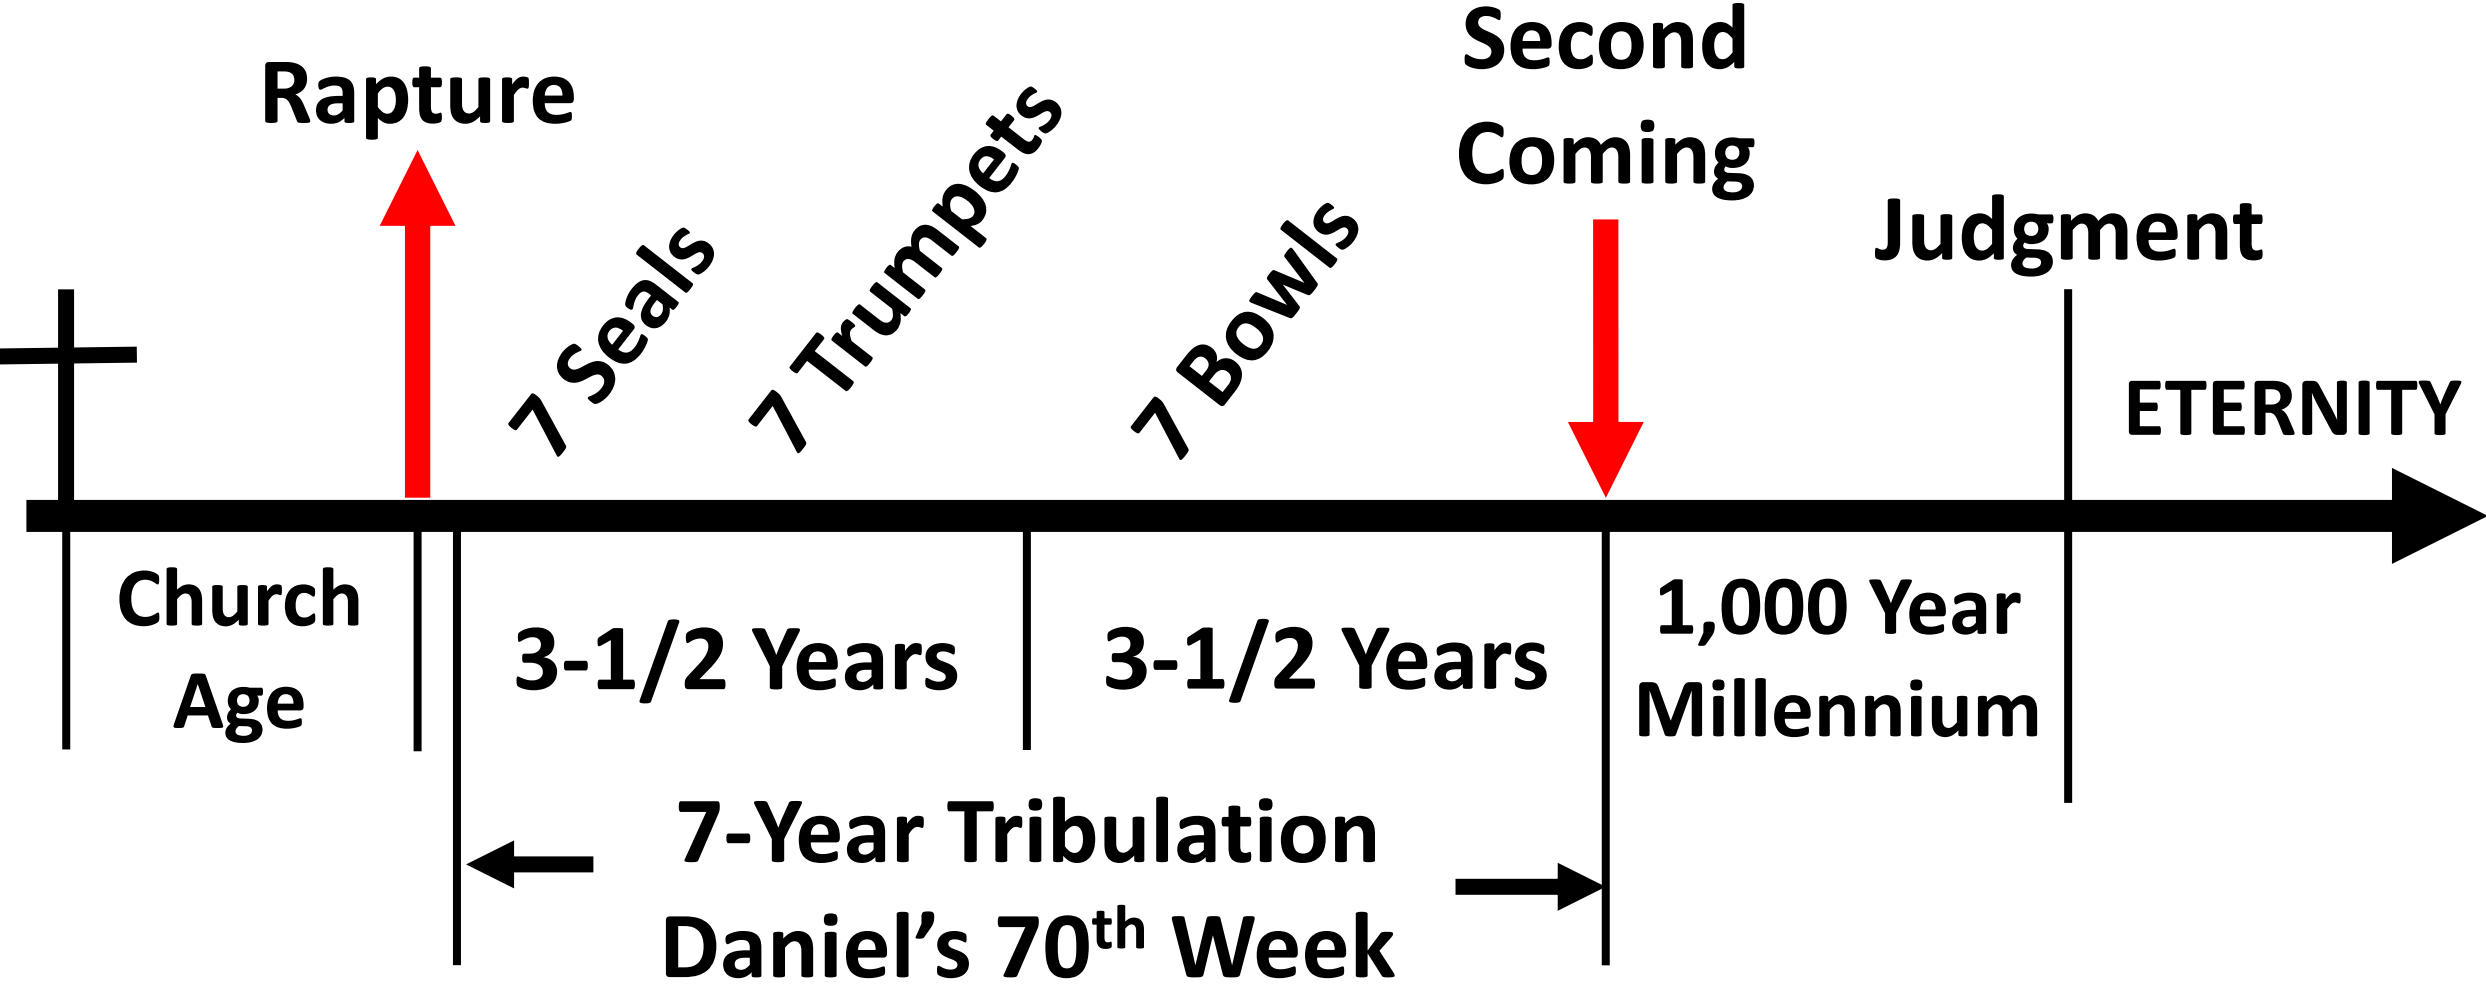 Rapture
7 Seals
7 Trumpets
7 Bowls
Second
Coming
Judgment
ETERNITY
Church
Age
3-1/2 Years
3-1/2 Years
1,000 Year
Millennium
7-Year Tribulation
Daniel’s 70th Week